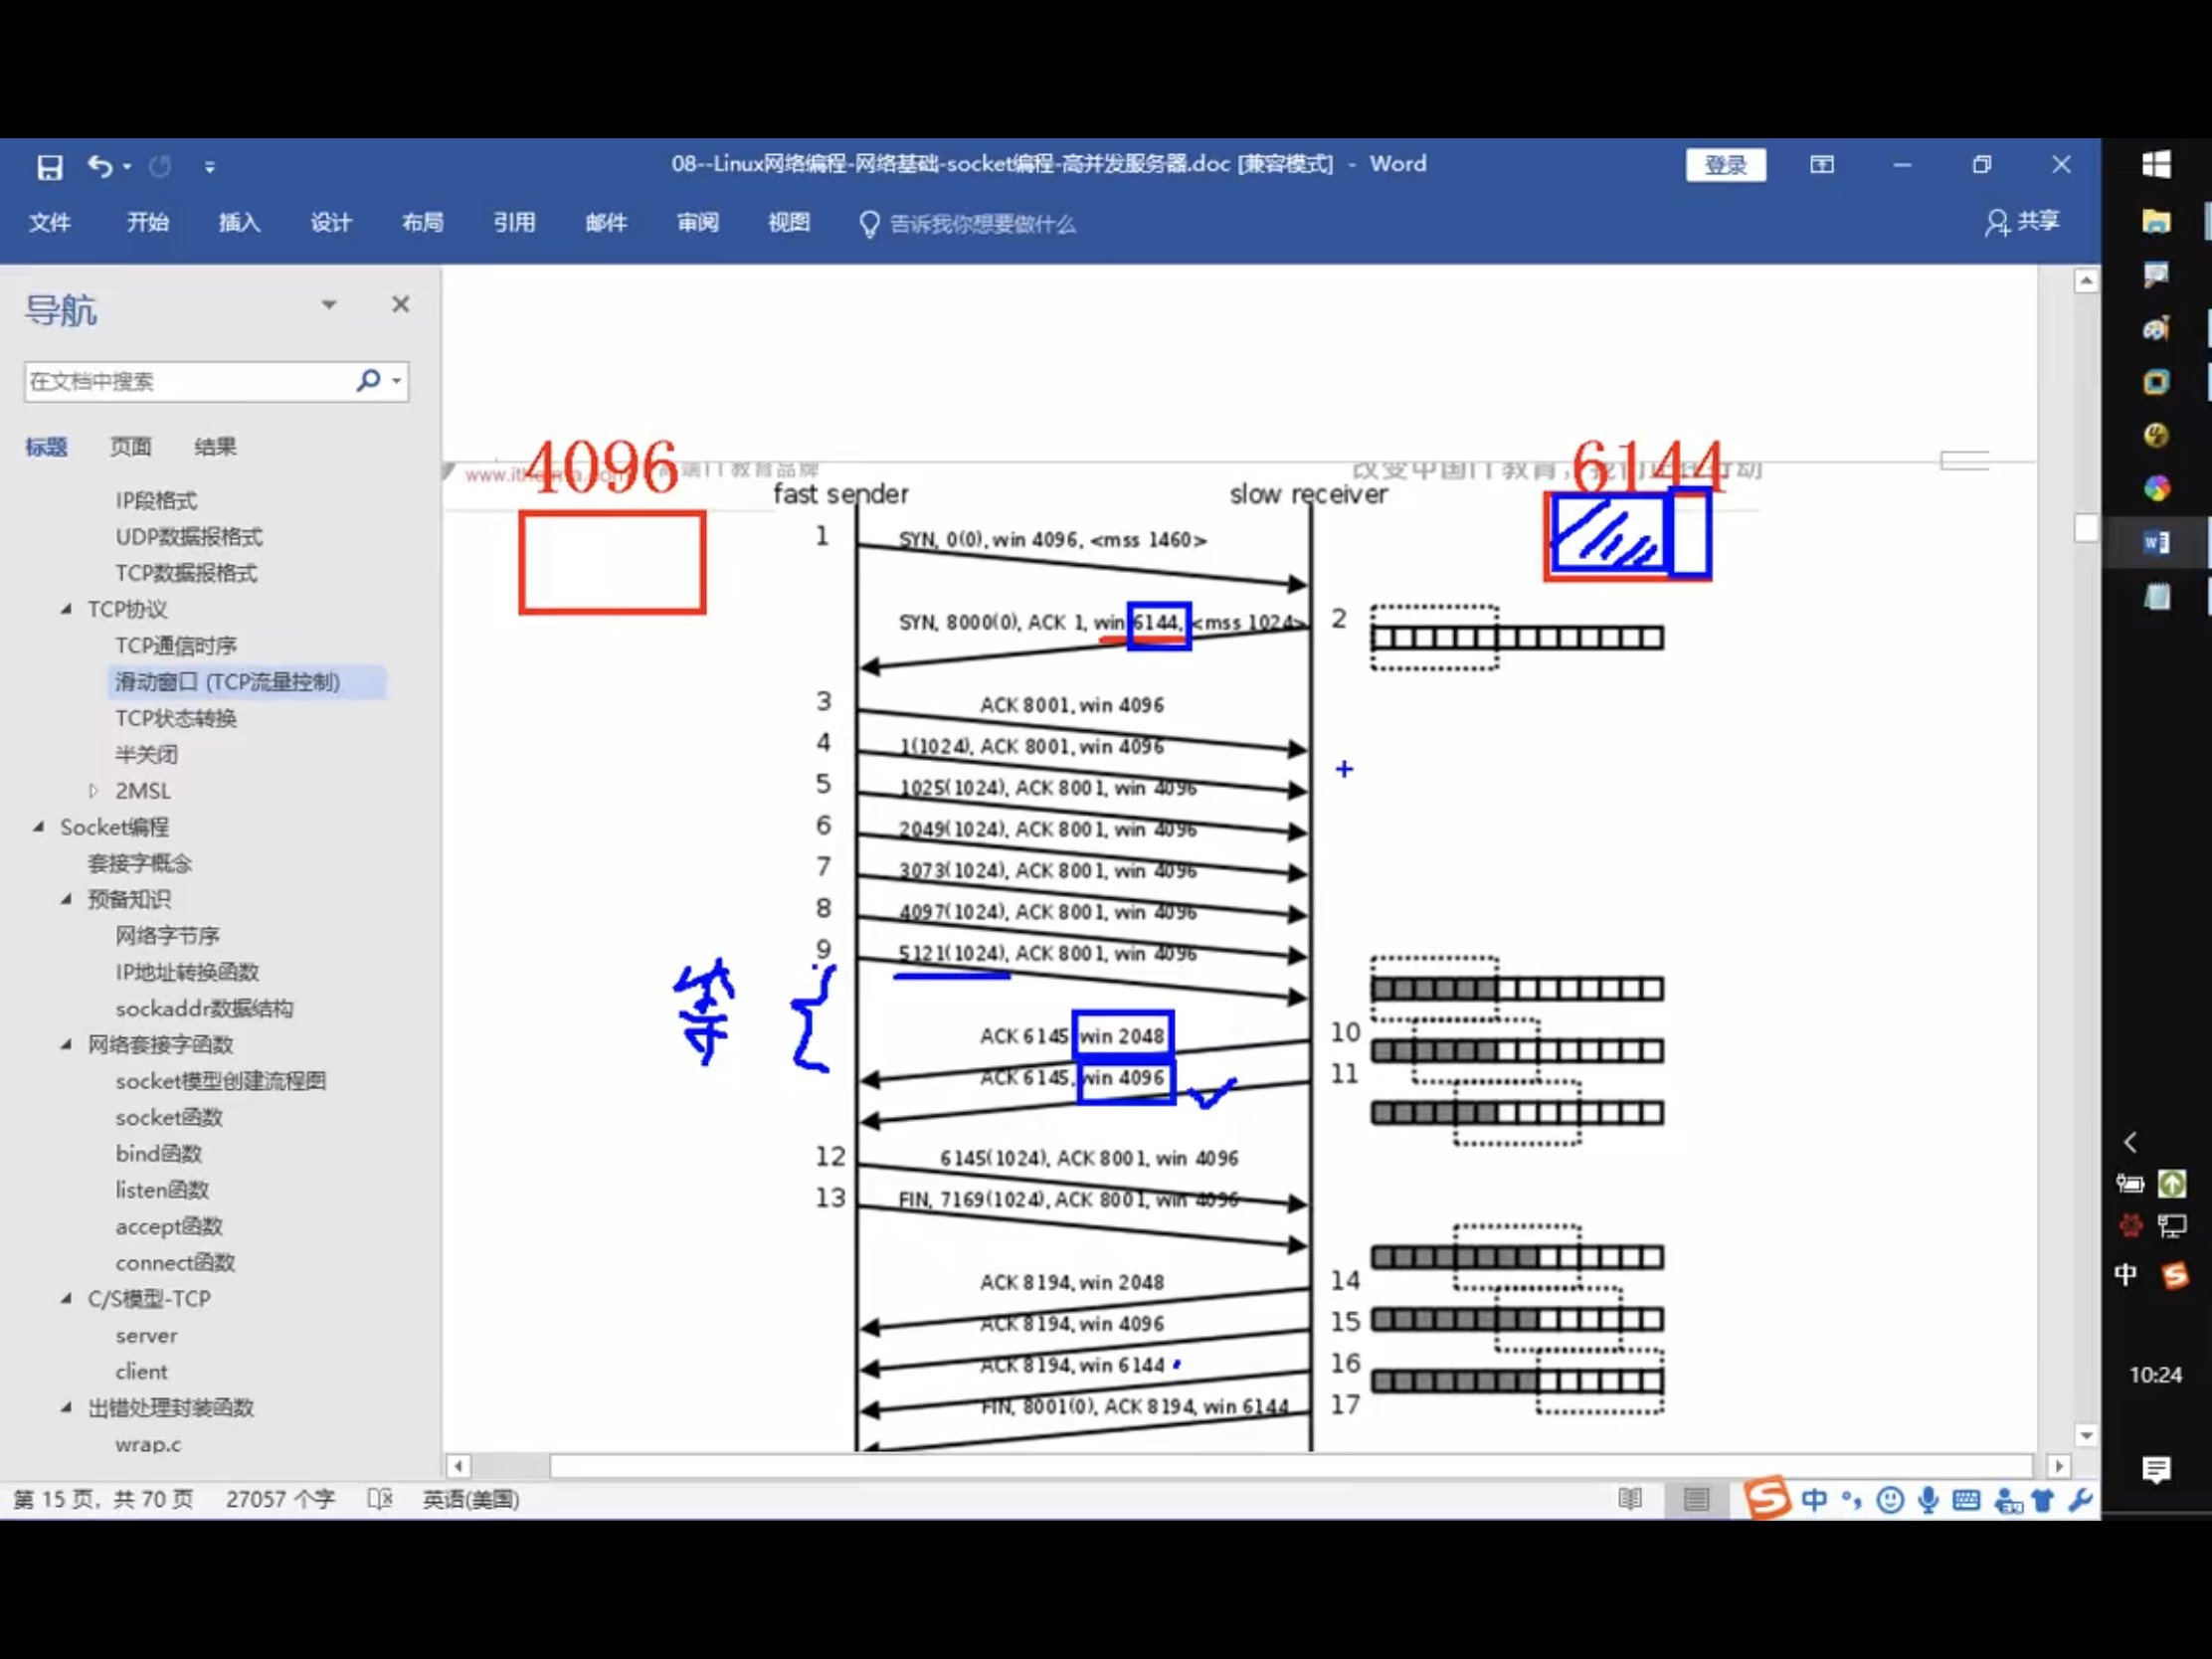 08--Linux网络编程-网络基础-socket编程-高并发服务器.doc [兼容模式] - Word
登录
文件 开始 插入 设计 布局 引用 邮件 审阅 视图 告诉我你想要做什么
共享
导航
在文档中搜索
标题 页面 结果
IP段格式
UDP数据报格式
TCP数据报格式
TCP协议
TCP通信时序
滑动窗口 (TCP流量控制)
TCP状态转换
半关闭
2MSL
Socket编程
套接字概念
预备知识
网络字节序
IP地址转换函数
sockaddr数据结构
网络套接字函数
socket模型创建流程图
socket函数
bind函数
listen函数
accept函数
connect函数
C/S模型-TCP
server
client
出错处理封装函数
wrap.c
4096
6144
IT教育品牌
改变中国IT教育，
fast sender slow receiver
1 SYN, 0(0), win 4096, <mss 1460>
SYN, 8000(0), ACK 1, win 6144, <mss 1024> 2
3 ACK 8001, win 4096
4 1(1024), ACK 8001, win 4096
5 1025(1024), ACK 8001, win 4096
6 2049(1024), ACK 8001, win 4096
7 3073(1024), ACK 8001, win 4096
8 4097(1024), ACK 8001, win 4096
9 5121(1024), ACK 8001, win 4096
等
ACK 6145, win 2048 10
ACK 6145, win 4096 11
12 6145(1024), ACK 8001, win 4096
13 FIN, 7169(1024), ACK 8001, win 4096
ACK 8194, win 2048 14
ACK 8194, win 4096 15
ACK 8194, win 6144 16
FIN, 8001(0), ACK 8194, win 6144 17
第 15 页，共 70 页 27057 个字 英语(美国)
中
中
10:24